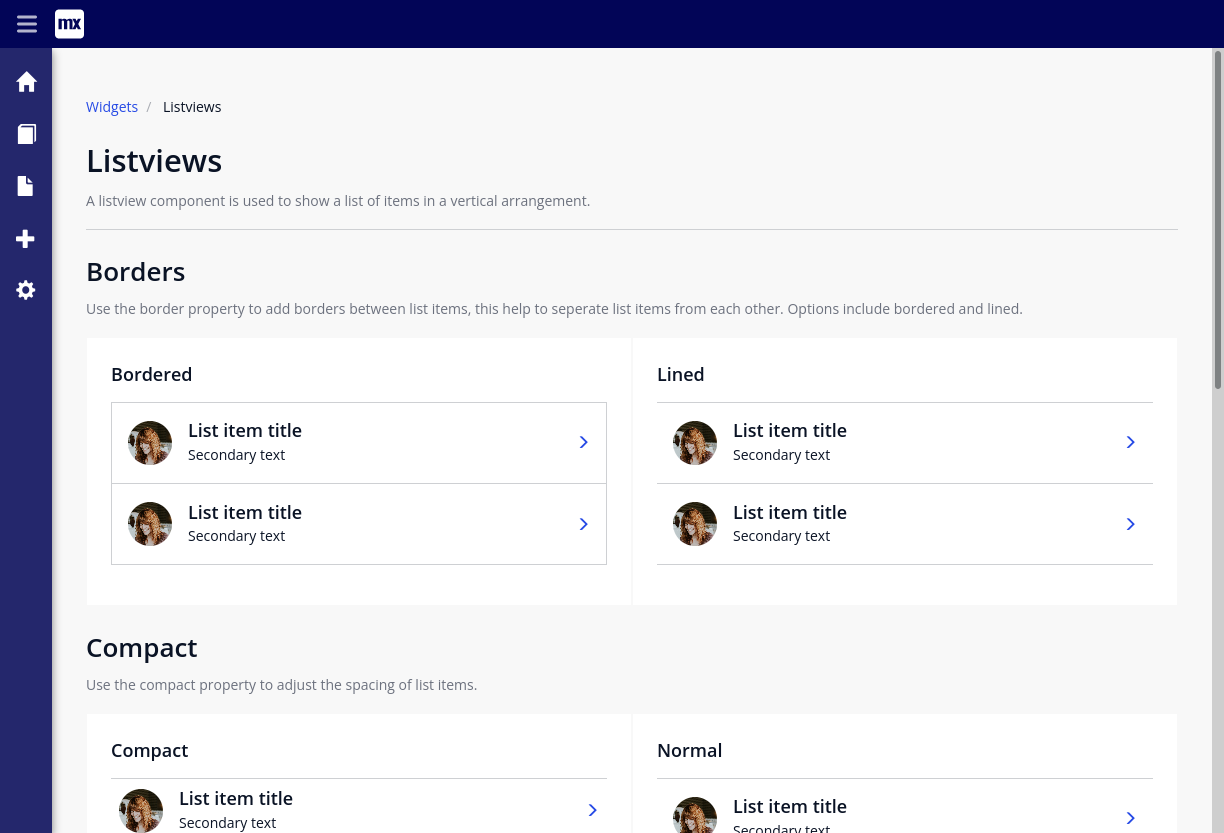 mx
Widgets / Listviews
Listviews
A listview component is used to show a list of items in a vertical arrangement.
Borders
Use the border property to add borders between list items, this help to seperate list items from each other. Options include bordered and lined.
Bordered
List item title
Secondary text
List item title
Secondary text
Lined
List item title
Secondary text
List item title
Secondary text
Compact
Use the compact property to adjust the spacing of list items.
Compact
List item title
Secondary text
Normal
List item title
Secondary text